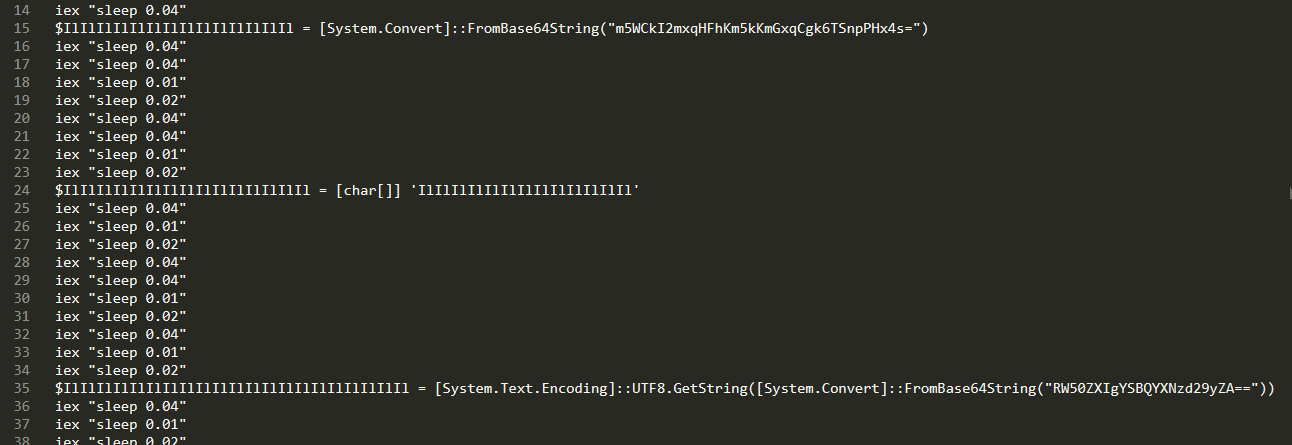 14 iex "sleep 0.04"
15 $IlIlIlIlIlIlIlIlIlIlIlIlIlIl = [System.Convert]::FromBase64String("m5WCkI2mxqHFhKm5kKmGxqCgk6TSnpPHx4s=")
16 iex "sleep 0.04"
17 iex "sleep 0.04"
18 iex "sleep 0.01"
19 iex "sleep 0.02"
20 iex "sleep 0.04"
21 iex "sleep 0.04"
22 iex "sleep 0.01"
23 iex "sleep 0.02"
24 $IlIlIlIlIlIlIlIlIlIlIlIlIlIlIl = [char[]] 'IlIlIlIlIlIlIlIlIlIlIlIlIl'
25 iex "sleep 0.04"
26 iex "sleep 0.01"
27 iex "sleep 0.02"
28 iex "sleep 0.04"
29 iex "sleep 0.04"
30 iex "sleep 0.01"
31 iex "sleep 0.02"
32 iex "sleep 0.04"
33 iex "sleep 0.01"
34 iex "sleep 0.02"
35 $IlIlIlIlIlIlIlIlIlIlIlIlIlIlIlIlIlIlIlIlIl = [System.Text.Encoding]::UTF8.GetString([System.Convert]::FromBase64String("RW50ZXIgYSBQYXNzd29yZA=="))
36 iex "sleep 0.04"
37 iex "sleep 0.01"
38 iex "sleep 0.02"